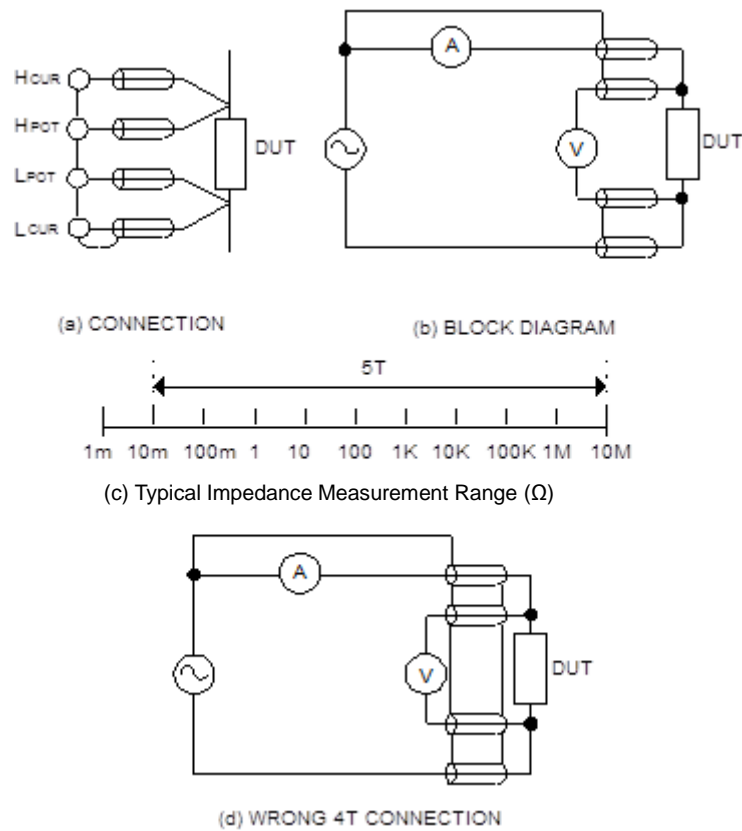 HCUR
HPOT
LPOT
LCUR
DUT
A
V
DUT
(a) CONNECTION
(b) BLOCK DIAGRAM
5T
1m 10m 100m 1 10 100 1K 10K 100K 1M 10M
(c) Typical Impedance Measurement Range (Ω)
A
V
DUT
(d) WRONG 4T CONNECTION